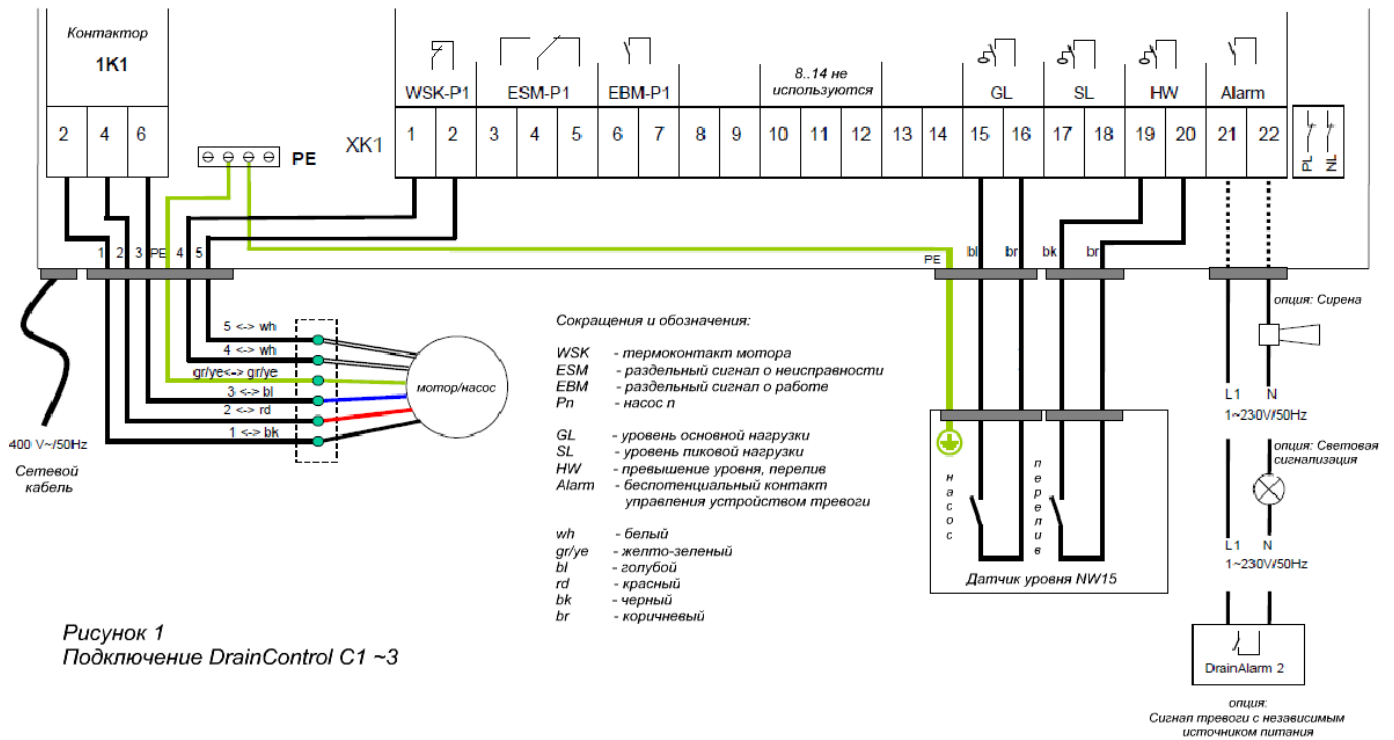 Контактор
1K1
2 4 6
PE
XK1
WSK-P1 ESM-P1 EBM-P1
8..14 не
используются
GL SL HW Alarm
1 2 3 4 5 6 7 8 9 10 11 12 13 14 15 16 17 18 19 20 21 22
PL
NL
1 2 3 PE 4 5
PE bl br bk br
400 V~/50Hz
Сетевой
кабель
5 <-> wh
4 <-> wh
gr/ye<-> gr/ye
3 <-> bl
2 <-> rd
1 <-> bk
мотор/насос
Сокращения и обозначения:
WSK - термоконтакт мотора
ESM - раздельный сигнал о неисправности
EBM - раздельный сигнал о работе
Pn - насос n
GL - уровень основной нагрузки
SL - уровень пиковой нагрузки
HW - превышение уровня, перелив
Alarm - беспотенциальный контакт
управления устройством тревоги
wh - белый
gr/ye - желто-зеленый
bl - голубой
rd - красный
bk - черный
br - коричневый
насос
перелив
Датчик уровня NW15
опция: Сирена
L1 N
1~230V/50Hz
опция: Световая
сигнализация
L1 N
1~230V/50Hz
DrainAlarm 2
опция:
Сигнал тревоги с независимым
источником питания
Рисунок 1
Подключение DrainControl C1 ~3